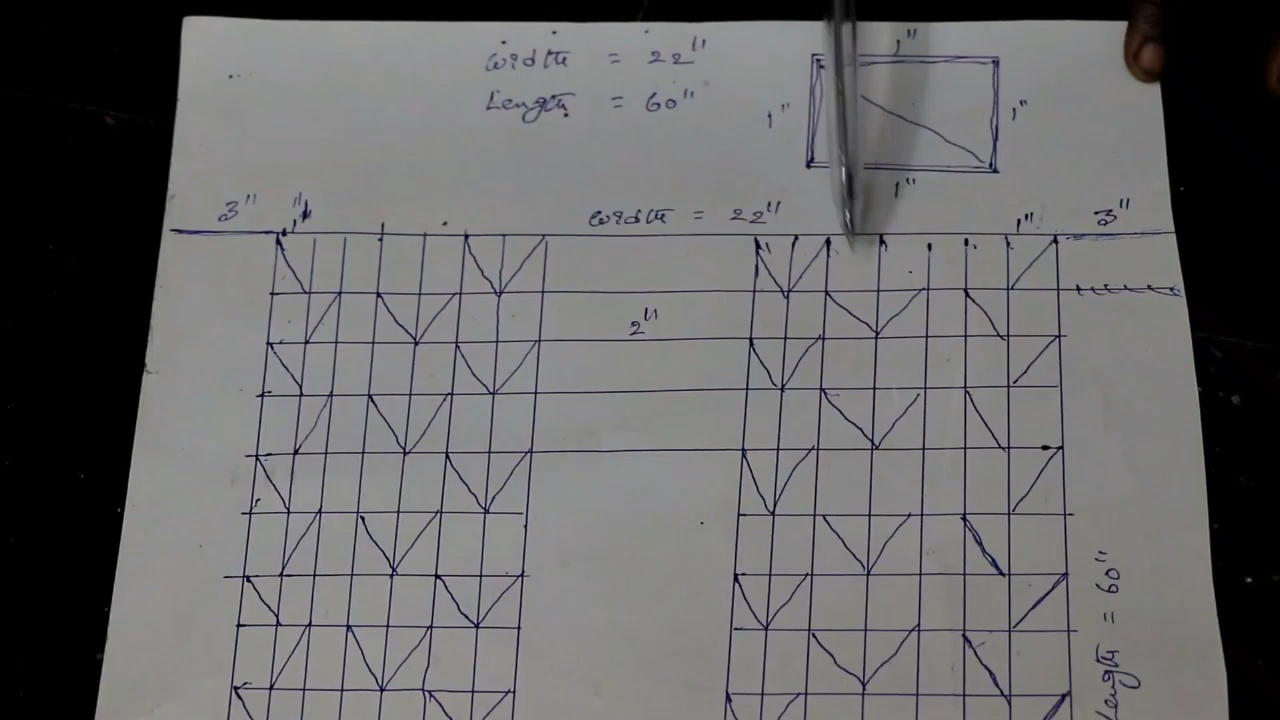 width = 22"
1"
Length = 60"
1" 1"
1"
3" 1" width = 22" 1" 3"
2"
Length = 60"